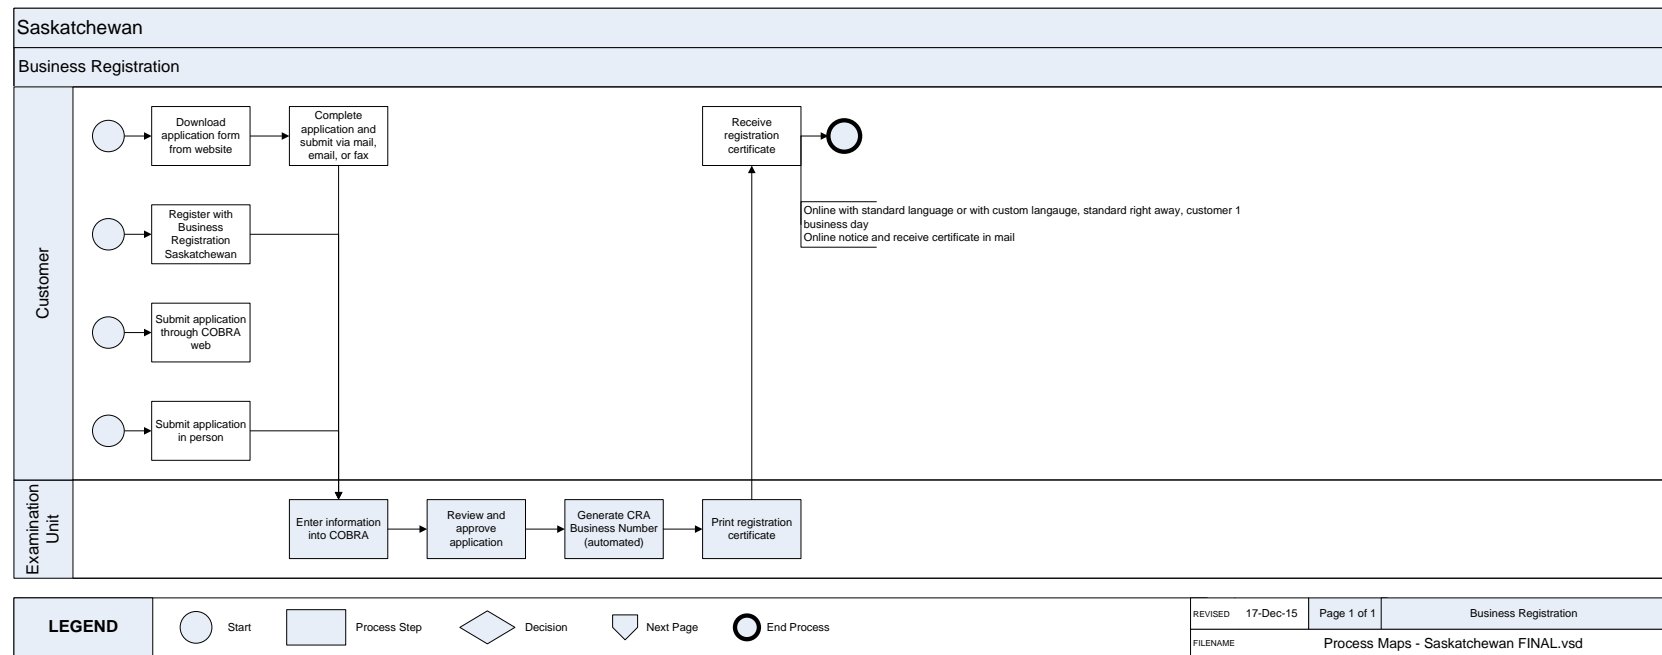 Saskatchewan
Business Registration
Customer
Download
application form
from website
Complete
application and
submit via mail,
email, or fax
Receive
registration
certificate
Register with
Business
Registration
Saskatchewan
Online with standard language or with custom langauge, standard right away, customer 1
business day
Online notice and receive certificate in mail
Submit application
through COBRA
web
Submit application
in person
Examination
Unit
Enter information
into COBRA
Review and
approve
application
Generate CRA
Business Number
(automated)
Print registration
certificate
LEGEND
Start
Process Step
Decision
Next Page
End Process
REVISED 17-Dec-15 Page 1 of 1 Business Registration
FILENAME Process Maps - Saskatchewan FINAL.vsd